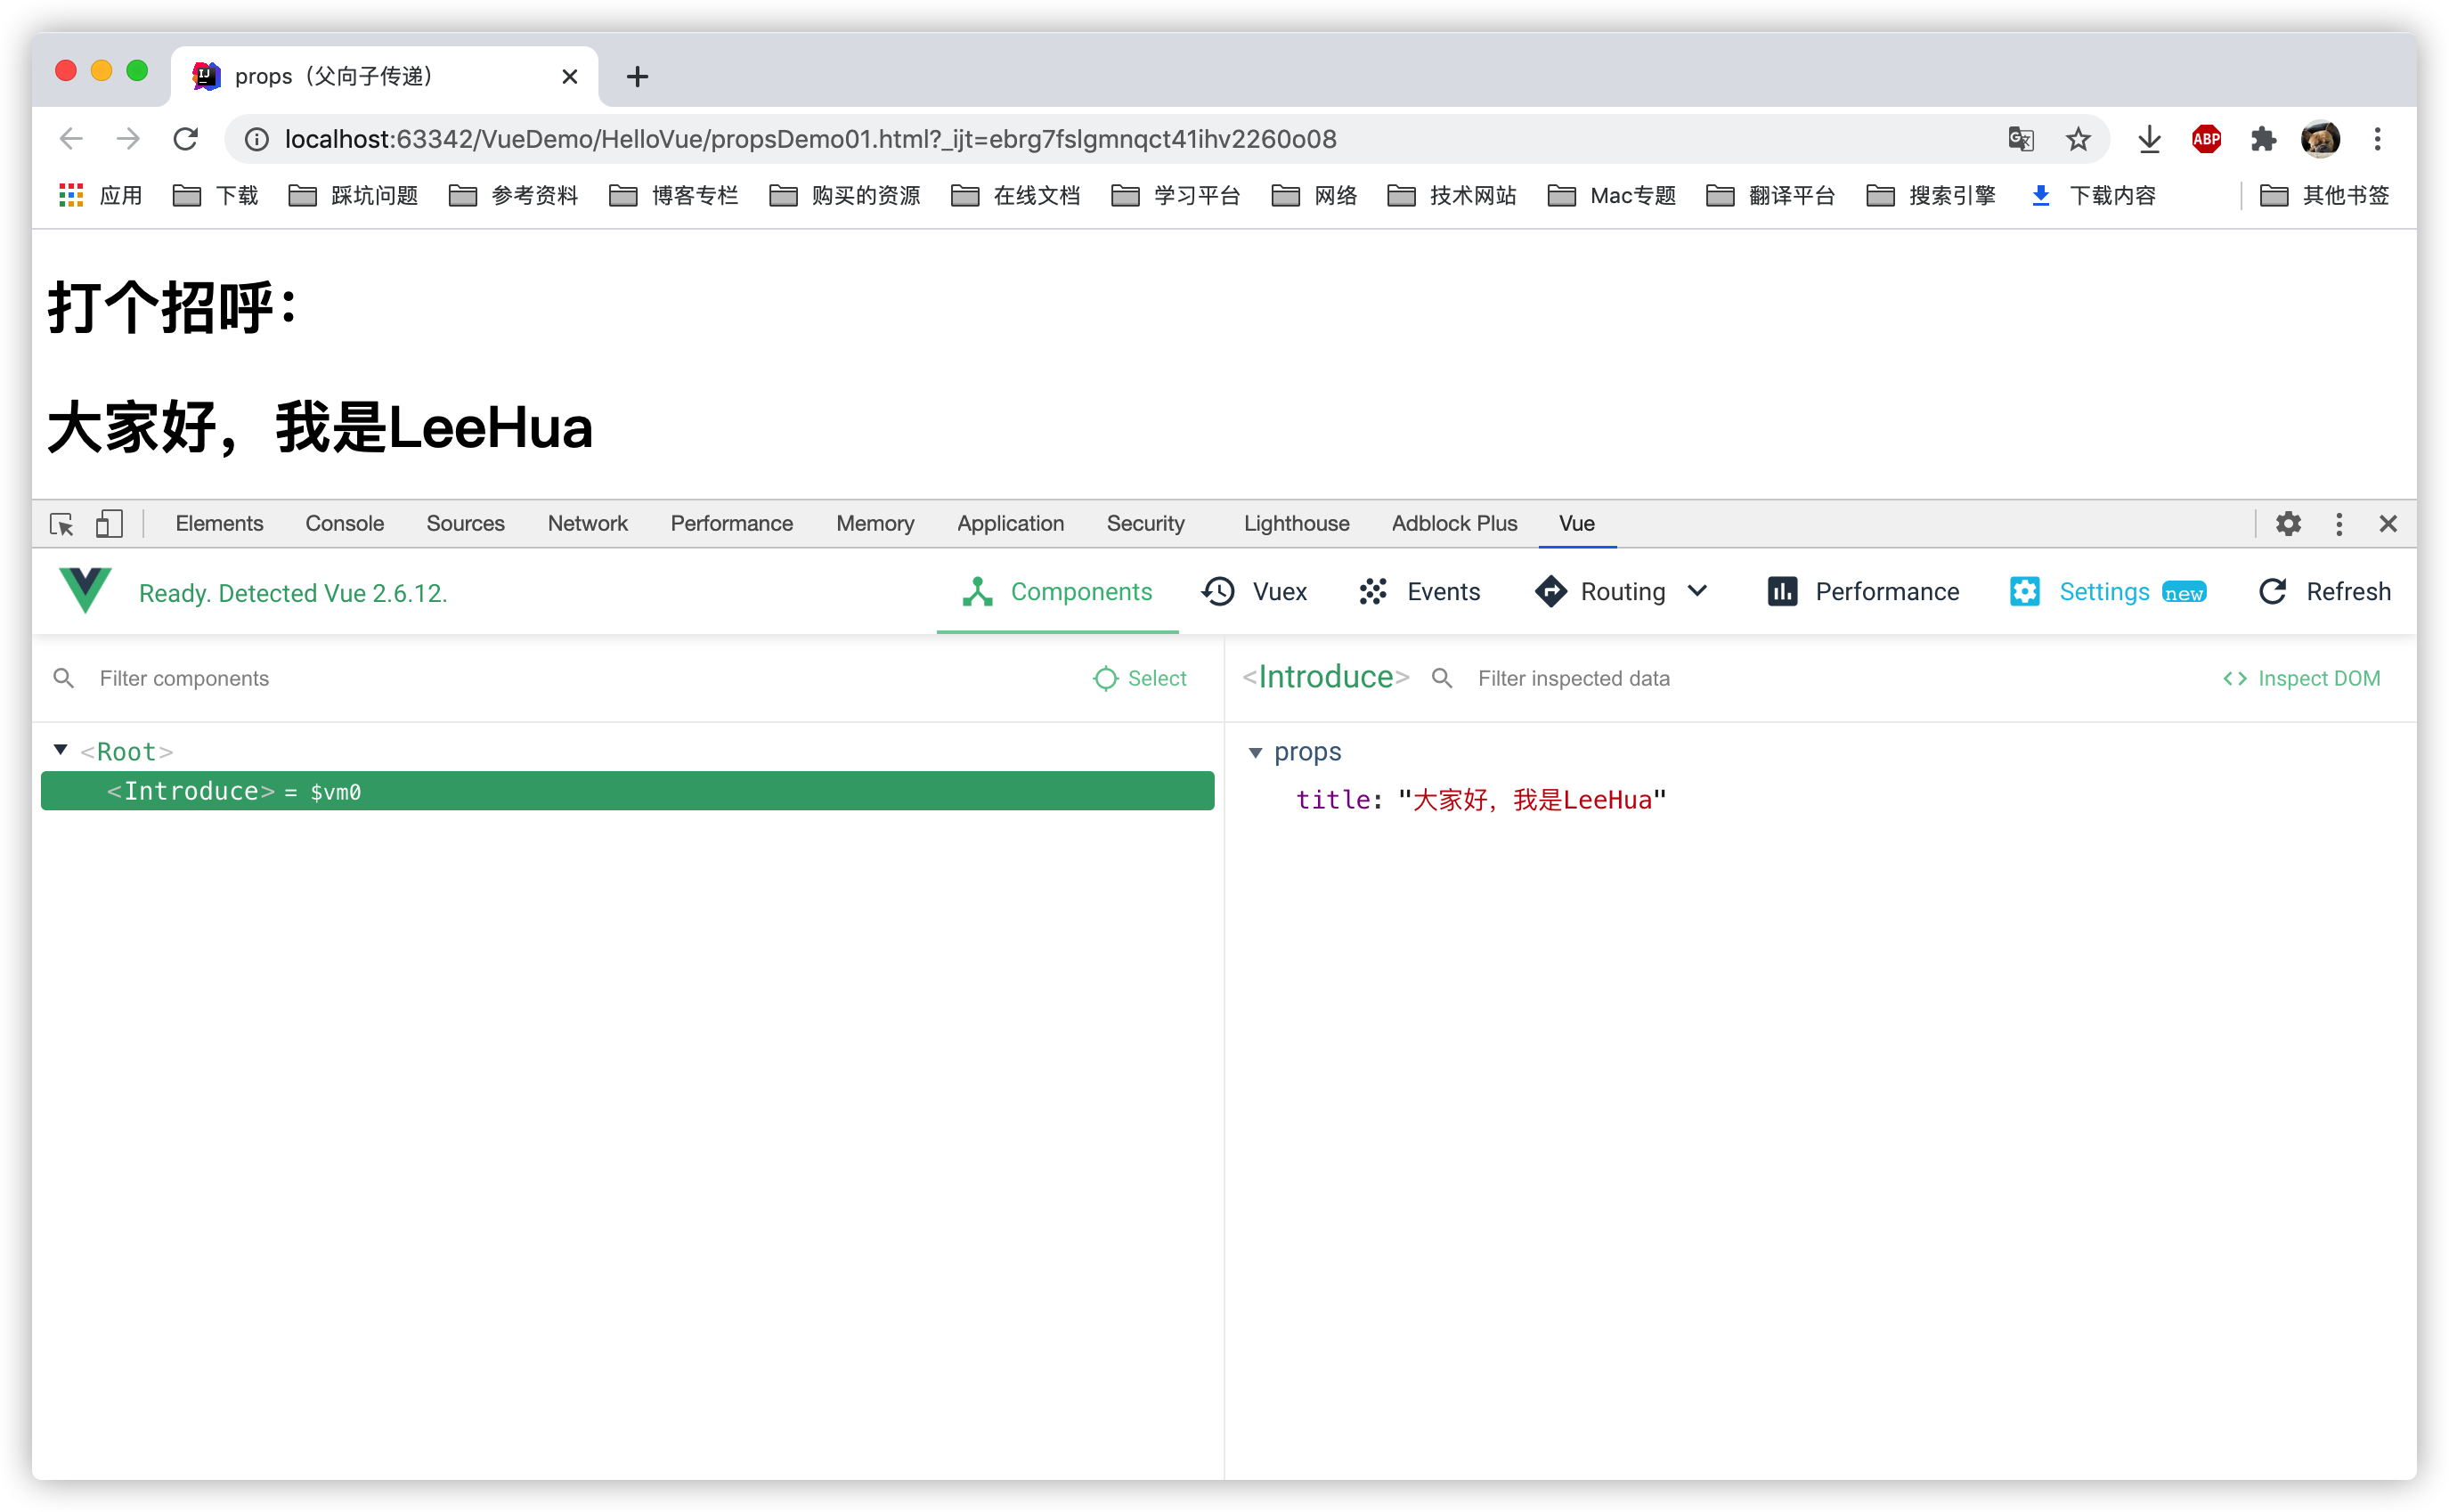 props（父向子传递）
localhost:63342/VueDemo/HelloVue/propsDemo01.html?_ijt=ebrg7fslgmnqct41ihv2260o08
ABP
应用 下载 踩坑问题 参考资料 博客专栏 购买的资源 在线文档 学习平台 网络 技术网站 Mac专题 翻译平台 搜索引擎 下载内容 其他书签
打个招呼：
大家好，我是LeeHua
Elements Console Sources Network Performance Memory Application Security Lighthouse Adblock Plus Vue
Ready. Detected Vue 2.6.12. Components Vuex Events Routing Performance Settings new Refresh
Filter components Select <Introduce> Filter inspected data Inspect DOM
<Root> props
<Introduce> = $vm0 title: "大家好，我是LeeHua"